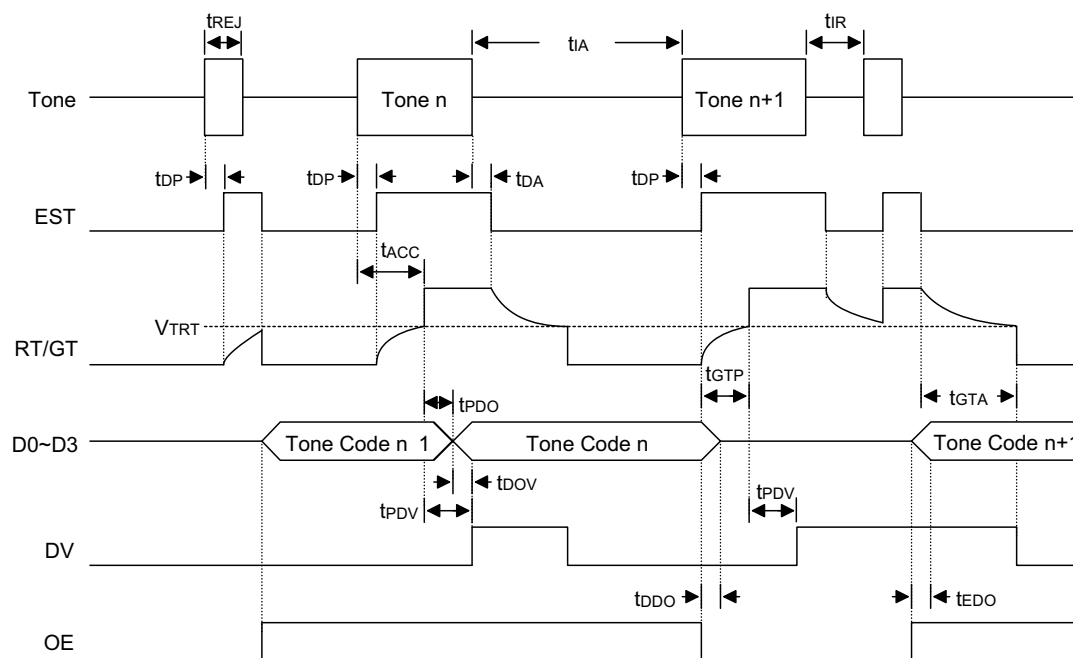 tREJ
tIA
tIR
Tone
Tone n
Tone n+1
tDP
tDP
tDA
tDP
EST
tACC
VTRT
RT/GT
tGTP
tGTA
tPDO
D0~D3
Tone Code n 1
Tone Code n
Tone Code n+1
tDOV
tPDV
tPDV
DV
tDDO
tEDO
OE